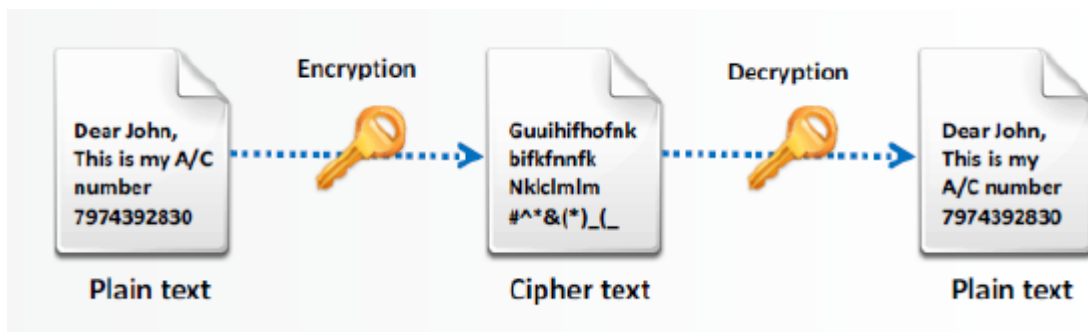 Encryption
Decryption
Dear John,
This is my A/C
number
7974392830
Guuihifhofnk
bifkfnnfk
Nklclmlm
#^*&(*)_(_
Dear John,
This is my
A/C number
7974392830
Plain text
Cipher text
Plain text